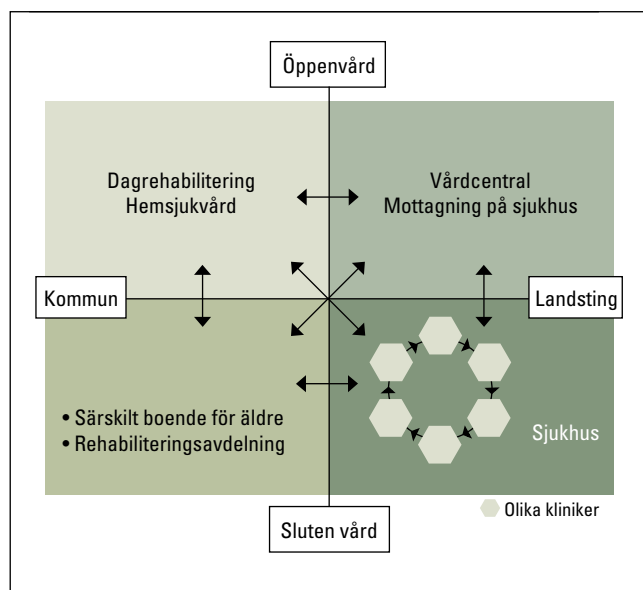 Öppenvård
Dagrehabilitering
Hemsjukvård
Vårdcentral
Mottagning på sjukhus
Kommun
Landsting
• Särskilt boende för äldre
• Rehabiliteringsavdelning
Sjukhus
Sluten vård
Olika kliniker